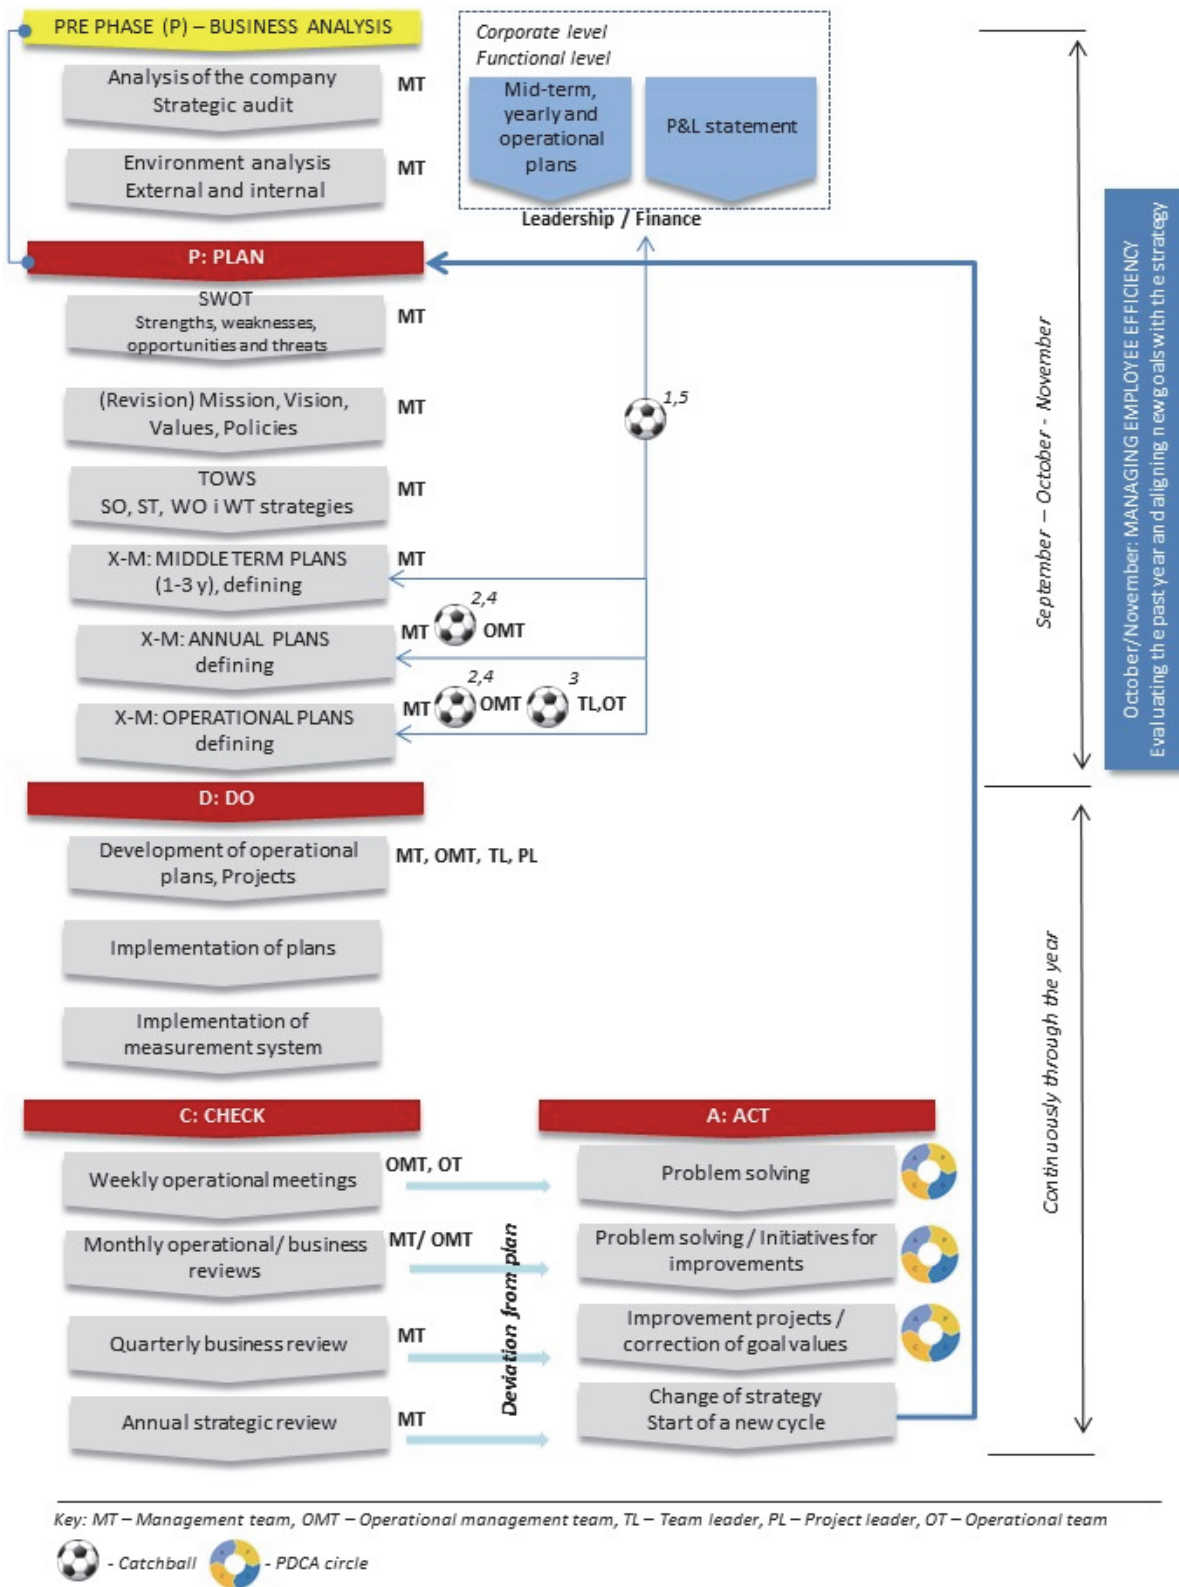 PRE PHASE (P) – BUSINESS ANALYSIS
Analysis of the company
Strategic audit
MT
Environment analysis
External and internal
MT
Corporate level
Functional level
Mid-term,
yearly and
operational
plans
P&L statement
Leadership / Finance
P: PLAN
SWOT
Strengths, weaknesses,
opportunities and threats
MT
(Revision) Mission, Vision,
Values, Policies
MT
TOWS
SO, ST, WO i WT strategies
MT
X-M: MIDDLE TERM PLANS
(1-3 y), defining
MT
X-M: ANNUAL PLANS
defining
MT
2,4
OMT
X-M: OPERATIONAL PLANS
defining
MT
2,4
OMT
3
TL,OT
1,5
September – October - November
October/November: MANAGING EMPLOYEE EFFICIENCY
Evaluating the past year and aligning new goals with the strategy
D: DO
Development of operational
plans, Projects
MT, OMT, TL, PL
Implementation of plans
Implementation of
measurement system
Continuously through the year
C: CHECK
A: ACT
Weekly operational meetings
OMT, OT
Problem solving
Monthly operational/ business
reviews
MT/ OMT
Problem solving / Initiatives for
improvements
Deviation from plan
Quarterly business review
MT
Improvement projects /
correction of goal values
Annual strategic review
MT
Change of strategy
Start of a new cycle
Key: MT – Management team, OMT – Operational management team, TL – Team leader, PL – Project leader, OT – Operational team
- Catchball
- PDCA circle